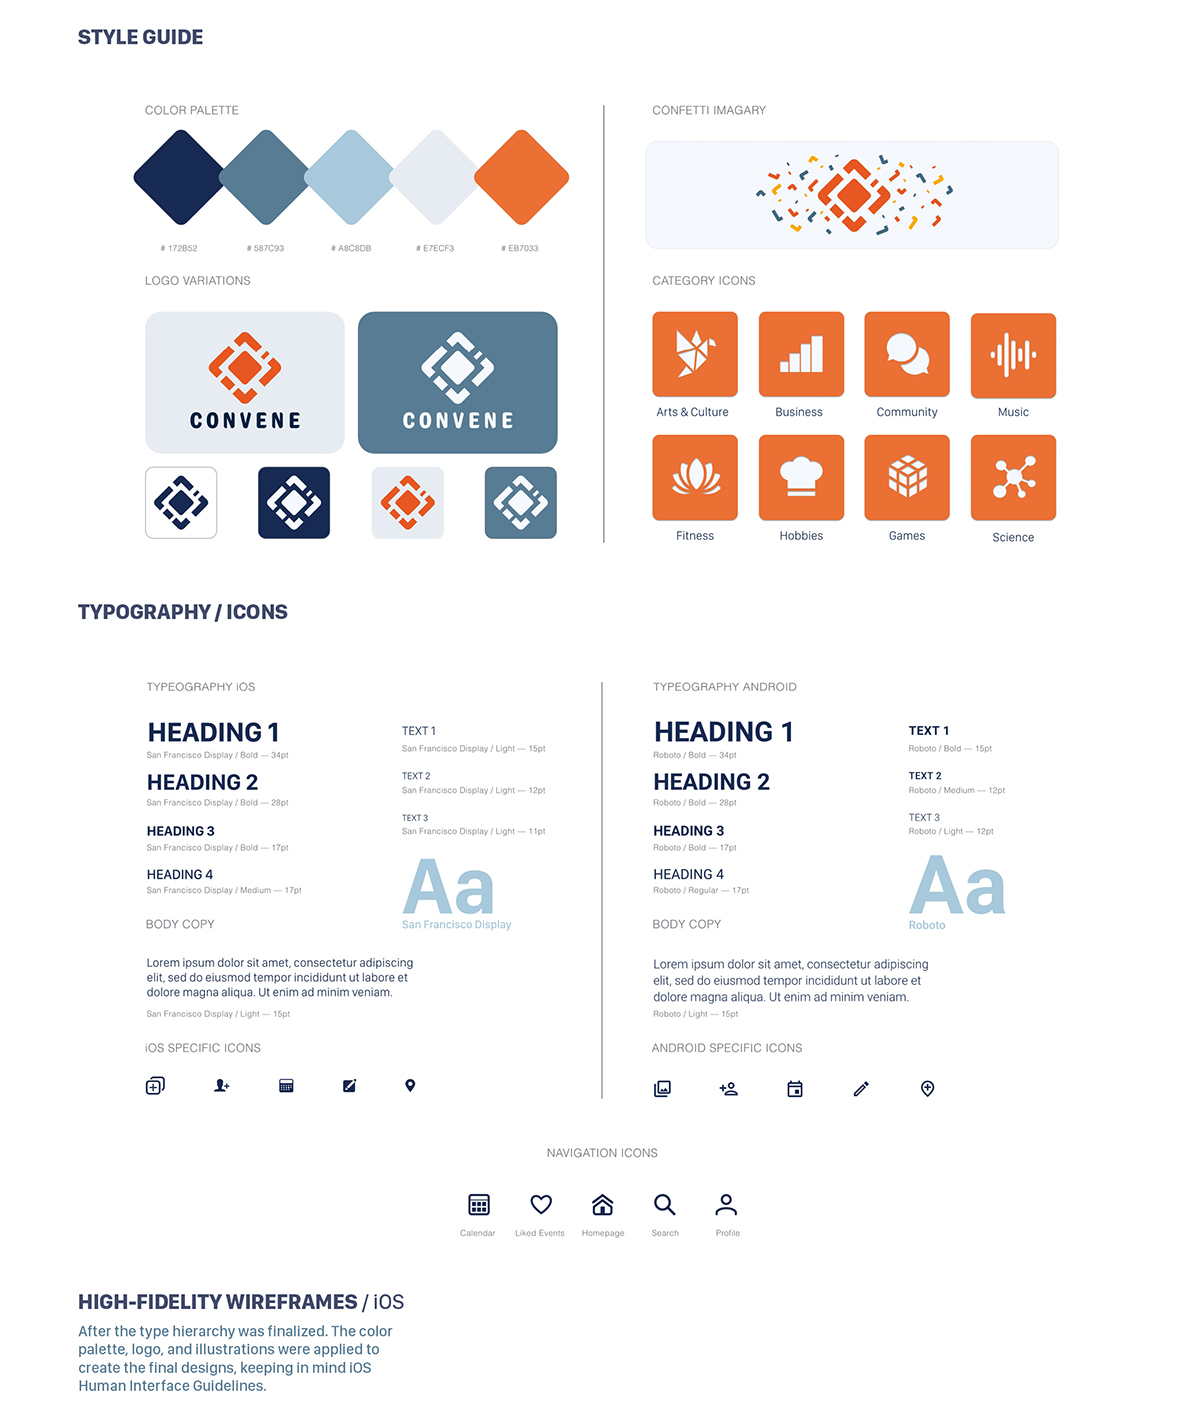 STYLE GUIDE
COLOR PALETTE
# 172B52
# 587C93
# A8C8DB
# E7ECF3
# EB7033
LOGO VARIATIONS
CONVENE
CONVENE
CONFETTI IMAGARY
CATEGORY ICONS
Arts & Culture
Business
Community
Music
Fitness
Hobbies
Games
Science
TYPOGRAPHY / ICONS
TYPEOGRAPHY iOS
HEADING 1
San Francisco Display / Bold — 34pt
HEADING 2
San Francisco Display / Bold — 28pt
HEADING 3
San Francisco Display / Bold — 17pt
HEADING 4
San Francisco Display / Medium — 17pt
TEXT 1
San Francisco Display / Light — 15pt
TEXT 2
San Francisco Display / Light — 12pt
TEXT 3
San Francisco Display / Light — 11pt
Aa
San Francisco Display
BODY COPY
Lorem ipsum dolor sit amet, consectetur adipiscing
elit, sed do eiusmod tempor incididunt ut labore et
dolore magna aliqua. Ut enim ad minim veniam.
San Francisco Display / Light — 15pt
iOS SPECIFIC ICONS
TYPEOGRAPHY ANDROID
HEADING 1
Roboto / Bold — 34pt
HEADING 2
Roboto / Bold — 28pt
HEADING 3
Roboto / Bold — 17pt
HEADING 4
Roboto / Regular — 17pt
TEXT 1
Roboto / Bold — 15pt
TEXT 2
Roboto / Medium — 12pt
TEXT 3
Roboto / Light — 12pt
Aa
Roboto
BODY COPY
Lorem ipsum dolor sit amet, consectetur adipiscing
elit, sed do eiusmod tempor incididunt ut labore et
dolore magna aliqua. Ut enim ad minim veniam.
Roboto / Light — 15pt
ANDROID SPECIFIC ICONS
NAVIGATION ICONS
Calendar
Liked Events
Homepage
Search
Profile
HIGH-FIDELITY WIREFRAMES / iOS
After the type hierarchy was finalized. The color
palette, logo, and illustrations were applied to
create the final designs, keeping in mind iOS
Human Interface Guidelines.